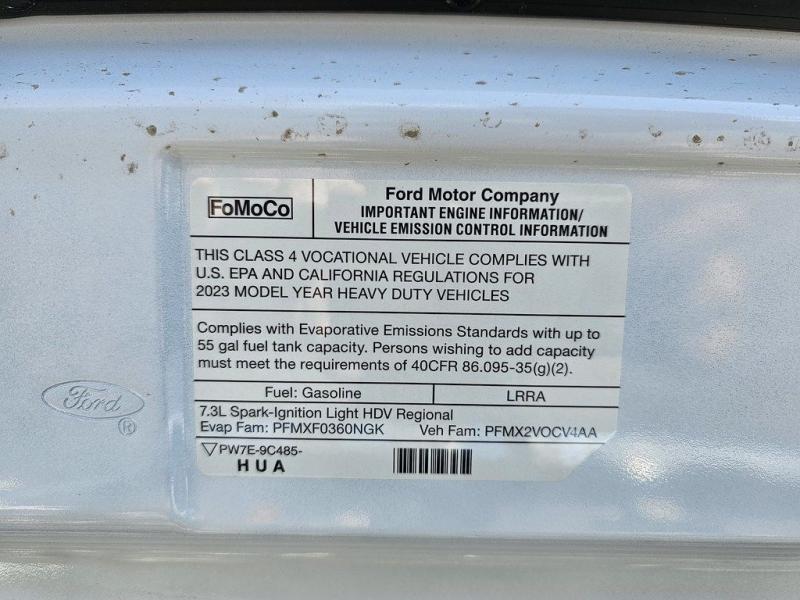 FoMoCo
Ford Motor Company
IMPORTANT ENGINE INFORMATION/
VEHICLE EMISSION CONTROL INFORMATION
THIS CLASS 4 VOCATIONAL VEHICLE COMPLIES WITH
U.S. EPA AND CALIFORNIA REGULATIONS FOR
2023 MODEL YEAR HEAVY DUTY VEHICLES
Complies with Evaporative Emissions Standards with up to
55 gal fuel tank capacity. Persons wishing to add capacity
must meet the requirements of 40CFR 86.095-35(g)(2).
Fuel: Gasoline
LRRA
7.3L Spark-Ignition Light HDV Regional
Evap Fam: PFMXF0360NGK Veh Fam: PFMX2VOCV4AA
PW7E-9C485-
HUA
Ford
®